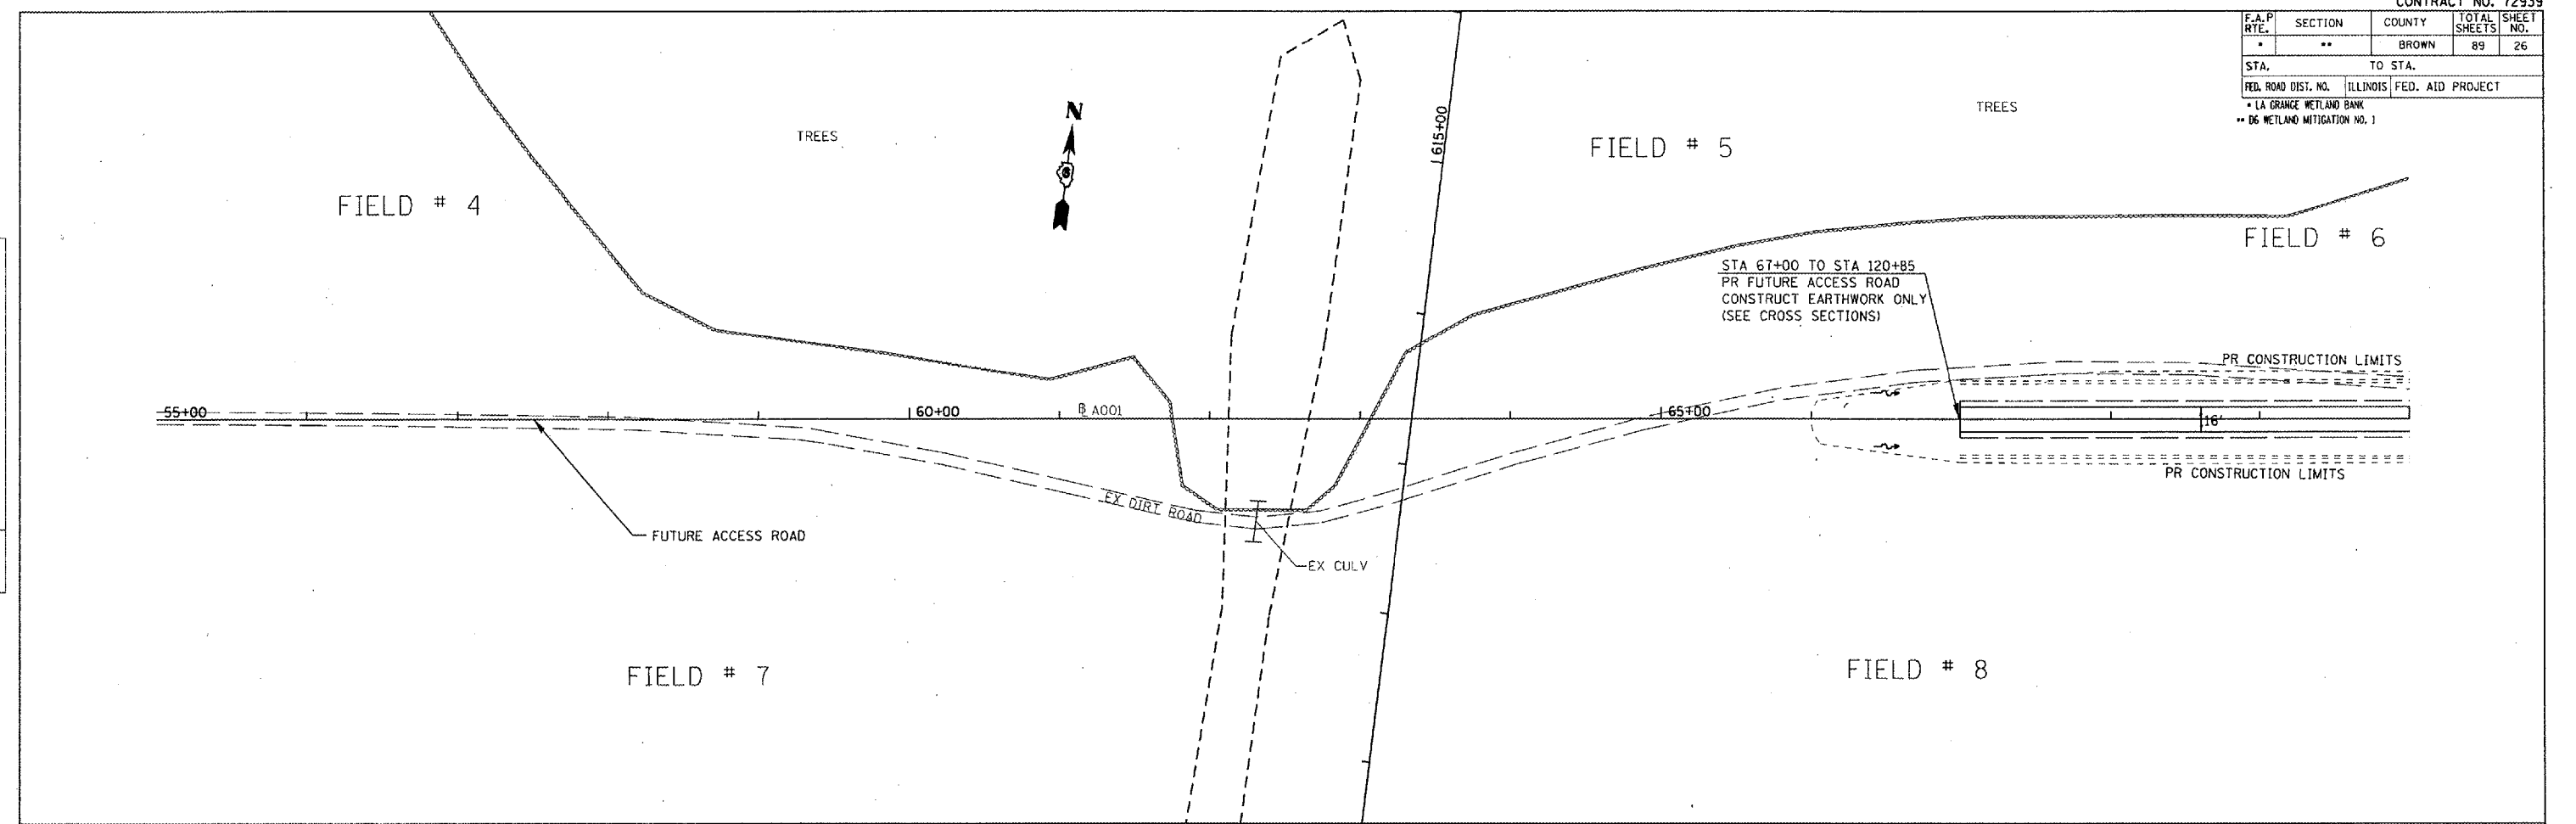 CONTRACT NO. 72939
F.A.P RTE. SECTION COUNTY TOTAL SHEETS SHEET NO.
* ** BROWN 89 26
STA. TO STA.
FED. ROAD DIST. NO. ILLINOIS FED. AID PROJECT
* LA GRANGE WETLAND BANK
** D6 WETLAND MITIGATION NO. 1
TREES
TREES
N
6
1615+00
FIELD # 5
FIELD # 4
FIELD # 6
STA 67+00 TO STA 120+85
PR FUTURE ACCESS ROAD
CONSTRUCT EARTHWORK ONLY
(SEE CROSS SECTIONS)
PR CONSTRUCTION LIMITS
55+00
60+00
B A001
65+00
16'
PR CONSTRUCTION LIMITS
EX DIRT ROAD
FUTURE ACCESS ROAD
EX CULV
FIELD # 7
FIELD # 8